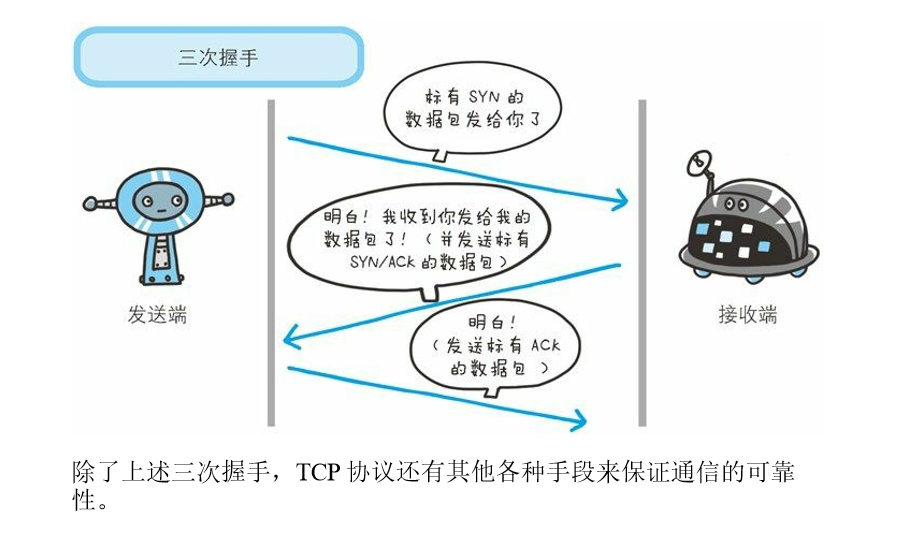 三次握手
标有 SYN 的
数据包发给你了
明白！我收到你发给我的
数据包了！（并发送标有
SYN/ACK 的数据包）
发送端
接收端
明白！
（发送标有 ACK
的数据包 ）
除了上述三次握手，TCP 协议还有其他各种手段来保证通信的可靠
性。